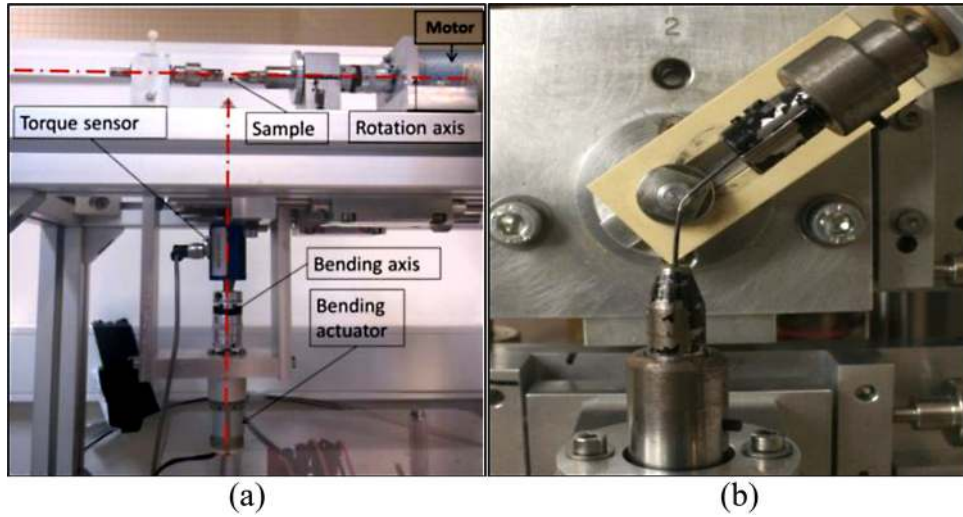 Motor
Torque sensor
Sample
Rotation axis
Bending axis
Bending
actuator
2
(a)
(b)